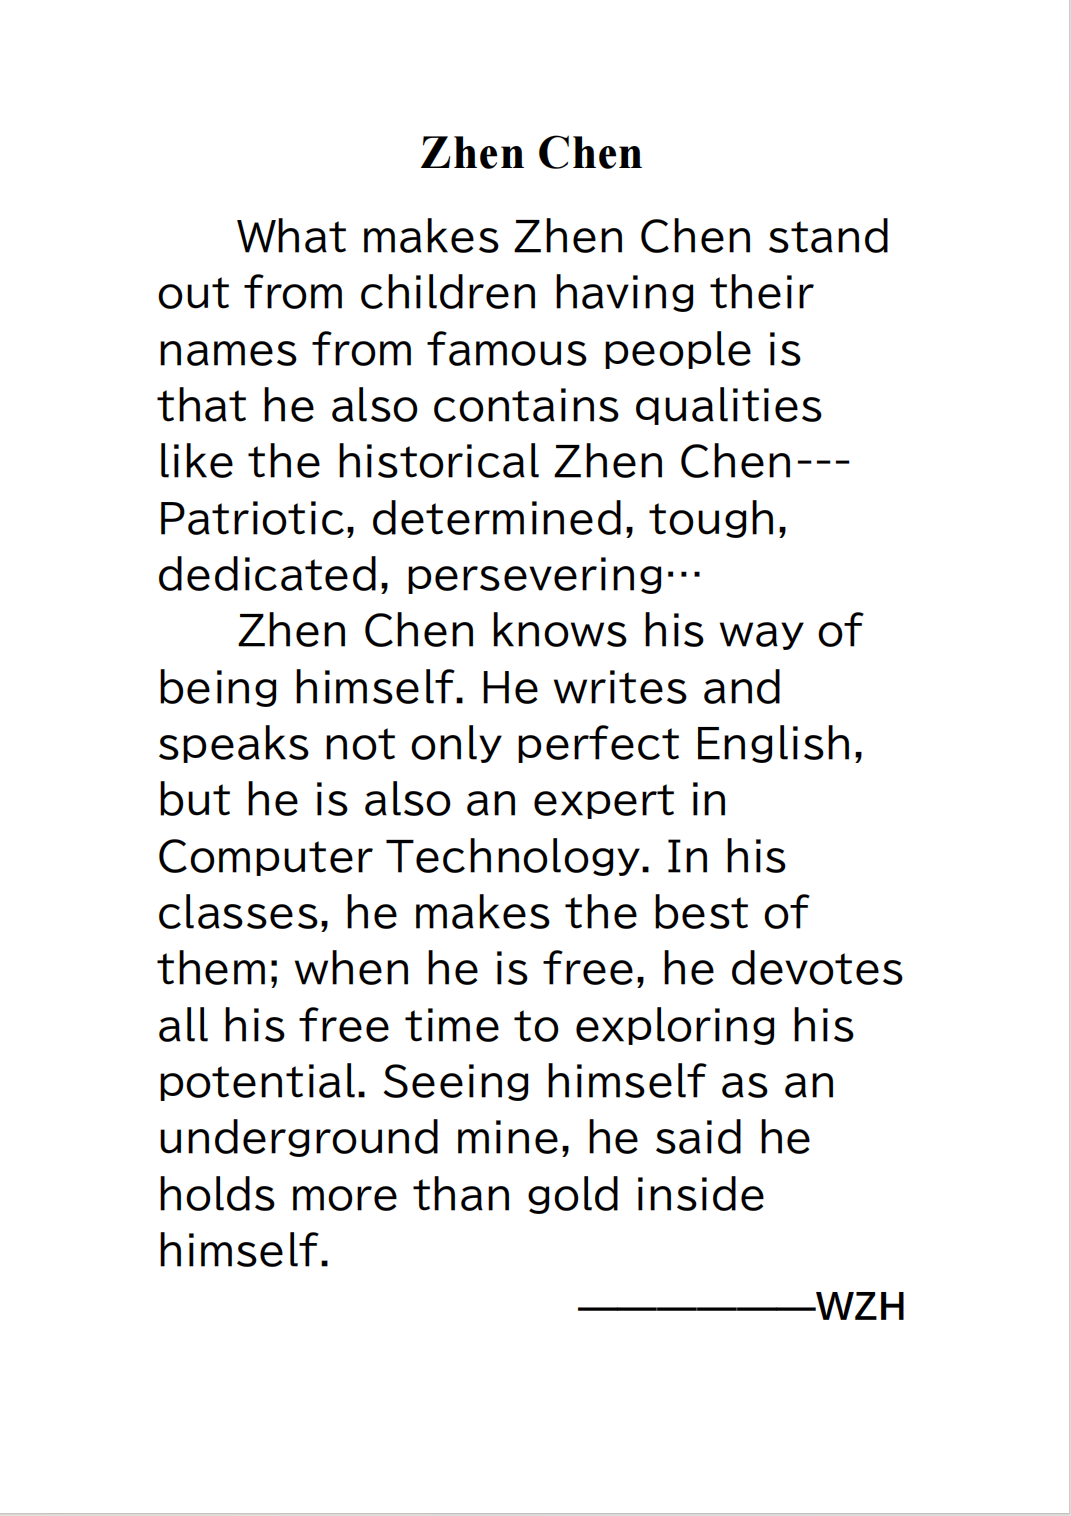 Zhen Chen
What makes Zhen Chen stand
out from children having their
names from famous people is
that he also contains qualities
like the historical Zhen Chen---
Patriotic, determined, tough,
dedicated, persevering…
Zhen Chen knows his way of
being himself. He writes and
speaks not only perfect English,
but he is also an expert in
Computer Technology. In his
classes, he makes the best of
them; when he is free, he devotes
all his free time to exploring his
potential. Seeing himself as an
underground mine, he said he
holds more than gold inside
himself.
——————WZH